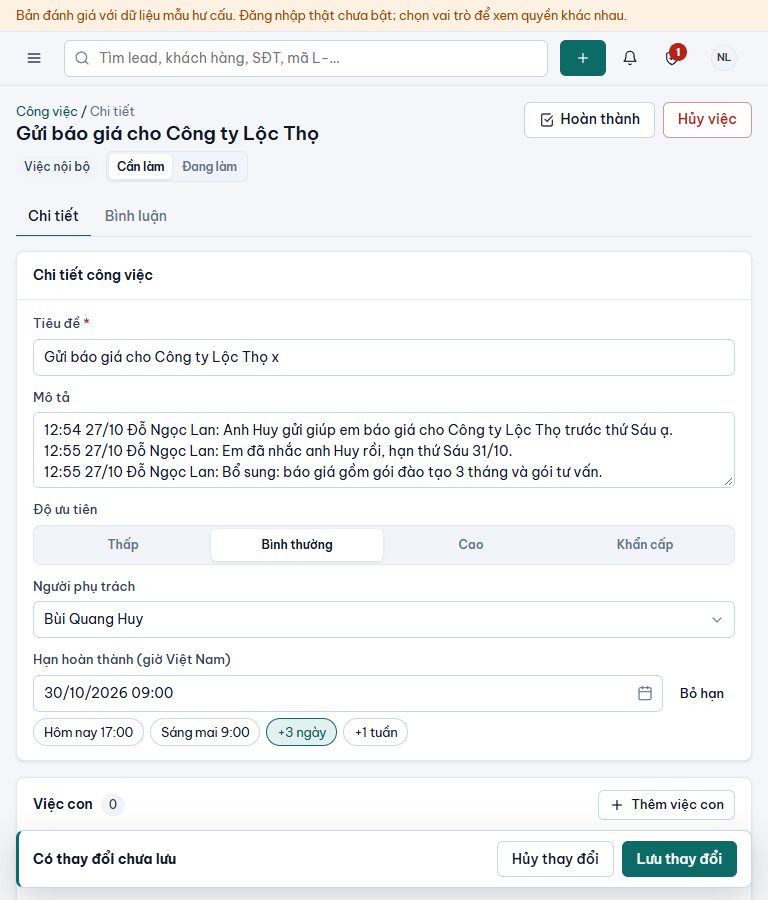 Bản đánh giá với dữ liệu mẫu hư cấu. Đăng nhập thật chưa bật; chọn vai trò để xem quyền khác nhau.
Tìm lead, khách hàng, SĐT, mã L-...
1
NL
Công việc / Chi tiết
Gửi báo giá cho Công ty Lộc Thọ
Hoàn thành
Hủy việc
Việc nội bộ
Cần làm
Đang làm
Chi tiết
Bình luận
Chi tiết công việc
Tiêu đề *
Gửi báo giá cho Công ty Lộc Thọ x
Mô tả
12:54 27/10 Đỗ Ngọc Lan: Anh Huy gửi giúp em báo giá cho Công ty Lộc Thọ trước thứ Sáu ạ.
12:55 27/10 Đỗ Ngọc Lan: Em đã nhắc anh Huy rồi, hạn thứ Sáu 31/10.
12:55 27/10 Đỗ Ngọc Lan: Bổ sung: báo giá gồm gói đào tạo 3 tháng và gói tư vấn.
Độ ưu tiên
Thấp
Bình thường
Cao
Khẩn cấp
Người phụ trách
Bùi Quang Huy
Hạn hoàn thành (giờ Việt Nam)
30/10/2026 09:00
Bỏ hạn
Hôm nay 17:00
Sáng mai 9:00
+3 ngày
+1 tuần
Việc con 0
+ Thêm việc con
Có thay đổi chưa lưu
Hủy thay đổi
Lưu thay đổi